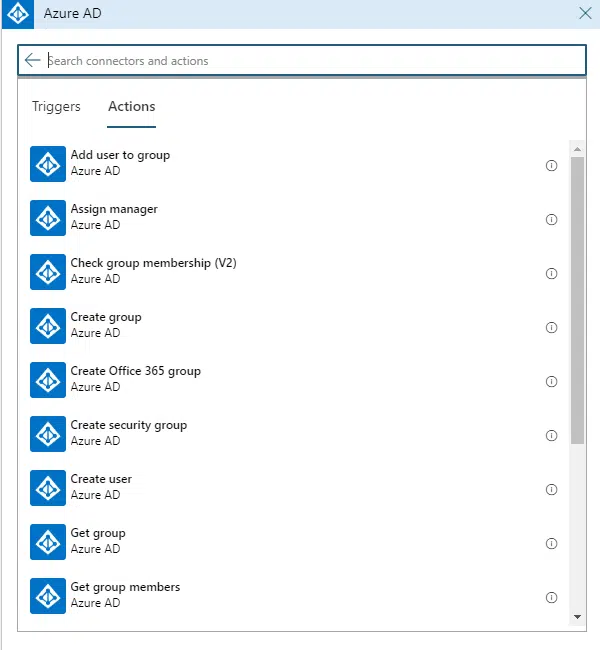 Azure AD
Search connectors and actions
Triggers Actions
Add user to group
Azure AD
Assign manager
Azure AD
Check group membership (V2)
Azure AD
Create group
Azure AD
Create Office 365 group
Azure AD
Create security group
Azure AD
Create user
Azure AD
Get group
Azure AD
Get group members
Azure AD